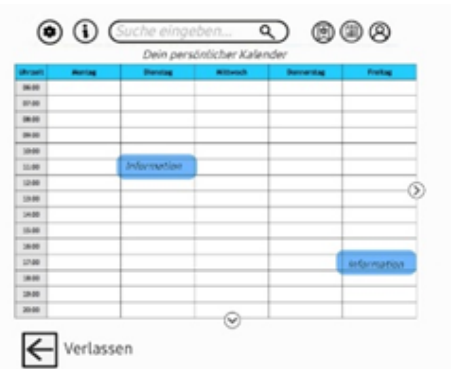 Suche eingeben...
Dein persönlicher Kalender
Uhrzeit Montag Dienstag Mittwoch Donnerstag Freitag
06:00
07:00
08:00
09:00
10:00
11:00 Information
12:00
13:00
14:00
15:00
16:00
17:00 Information
18:00
19:00
20:00
Verlassen